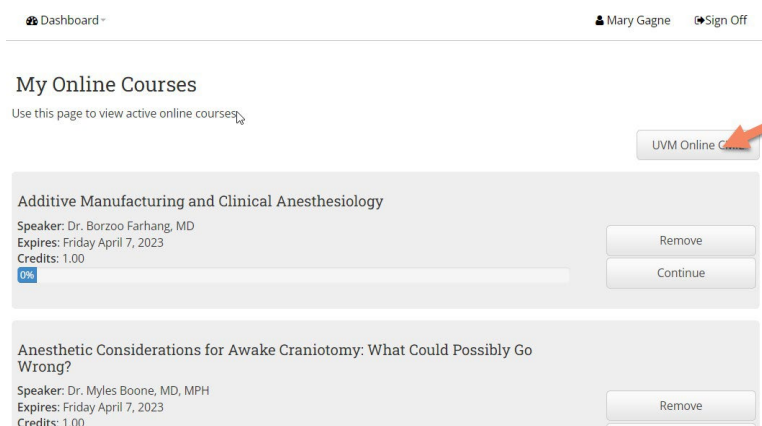 Dashboard
Mary Gagne
Sign Off
My Online Courses
Use this page to view active online courses
UVM Online
Additive Manufacturing and Clinical Anesthesiology
Speaker: Dr. Borzoo Farhang, MD
Expires: Friday April 7, 2023
Credits: 1.00
0%
Remove
Continue
Anesthetic Considerations for Awake Craniotomy: What Could Possibly Go
Wrong?
Speaker: Dr. Myles Boone, MD, MPH
Expires: Friday April 7, 2023
Credits: 1.00
Remove